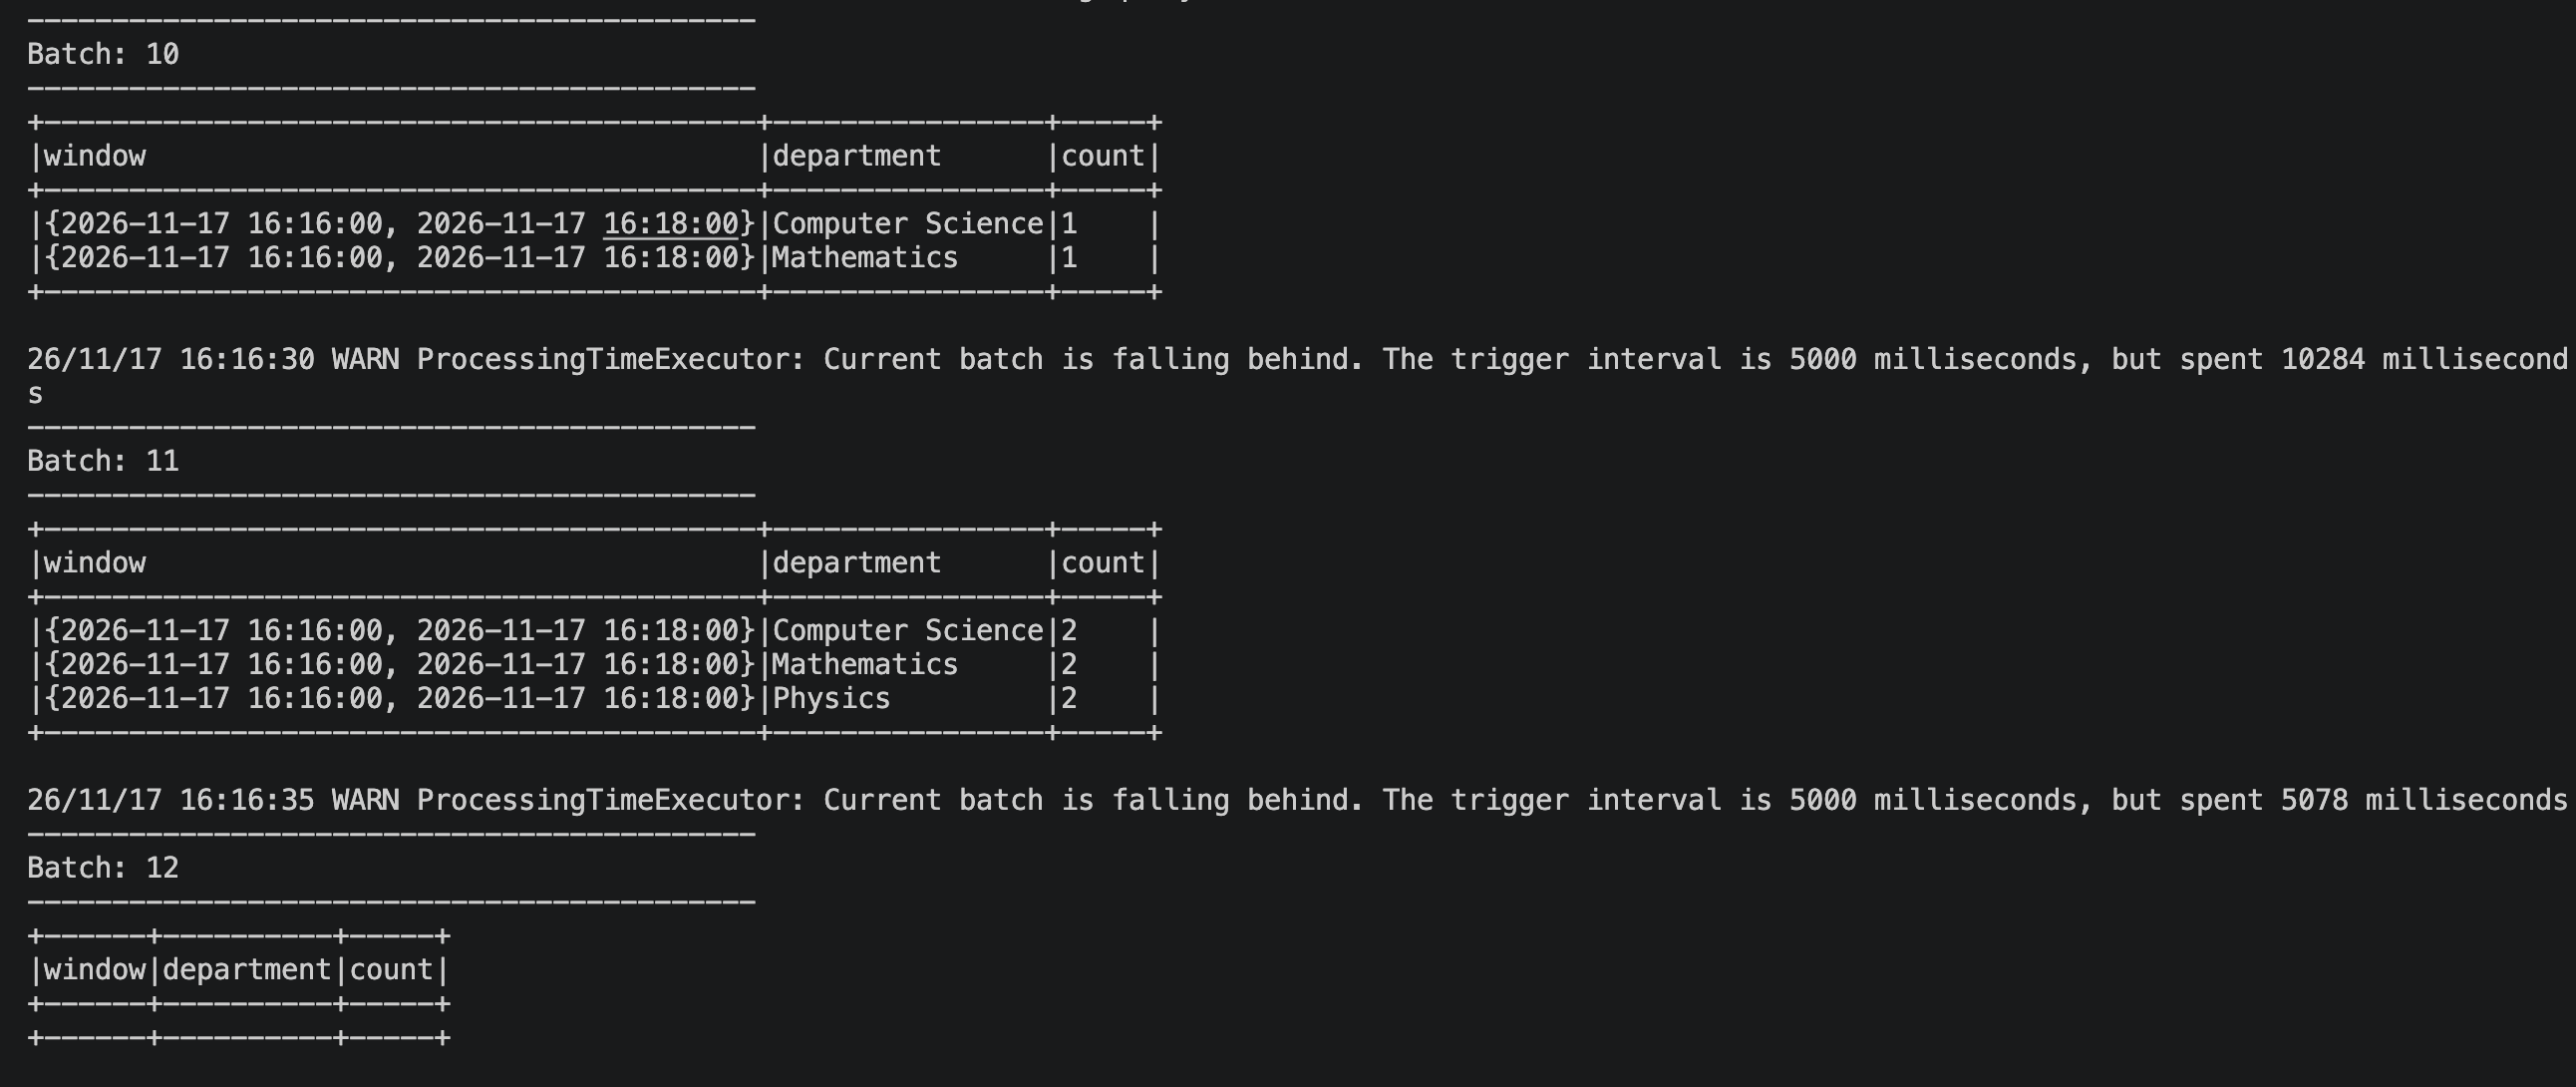 -------------------------------------------
Batch: 10
-------------------------------------------
+------------------------------------------+----------------+-----+
|window                                    |department      |count|
+------------------------------------------+----------------+-----+
|{2026-11-17 16:16:00, 2026-11-17 16:18:00}|Computer Science|1    |
|{2026-11-17 16:16:00, 2026-11-17 16:18:00}|Mathematics     |1    |
+------------------------------------------+----------------+-----+
26/11/17 16:16:30 WARN ProcessingTimeExecutor: Current batch is falling behind. The trigger interval is 5000 milliseconds, but spent 10284 millisecond
s
-------------------------------------------
Batch: 11
-------------------------------------------
+------------------------------------------+----------------+-----+
|window                                    |department      |count|
+------------------------------------------+----------------+-----+
|{2026-11-17 16:16:00, 2026-11-17 16:18:00}|Computer Science|2    |
|{2026-11-17 16:16:00, 2026-11-17 16:18:00}|Mathematics     |2    |
|{2026-11-17 16:16:00, 2026-11-17 16:18:00}|Physics         |2    |
+------------------------------------------+----------------+-----+
26/11/17 16:16:35 WARN ProcessingTimeExecutor: Current batch is falling behind. The trigger interval is 5000 milliseconds, but spent 5078 milliseconds
-------------------------------------------
Batch: 12
-------------------------------------------
+------+----------+-----+
|window|department|count|
+------+----------+-----+
+------+----------+-----+